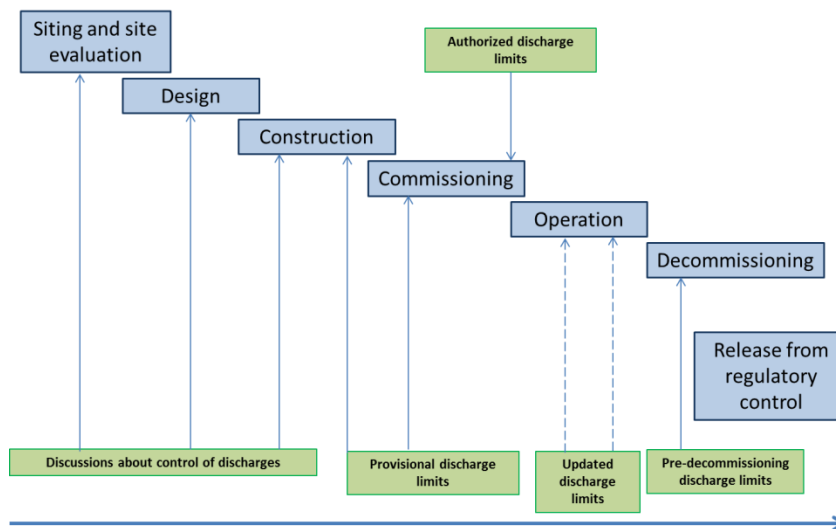 Siting and site
evaluation
Authorized discharge
limits
Design
Construction
Commissioning
Operation
Decommissioning
Release from
regulatory
control
Discussions about control of discharges
Provisional discharge
limits
Updated
discharge
limits
Pre-decommissioning
discharge limits